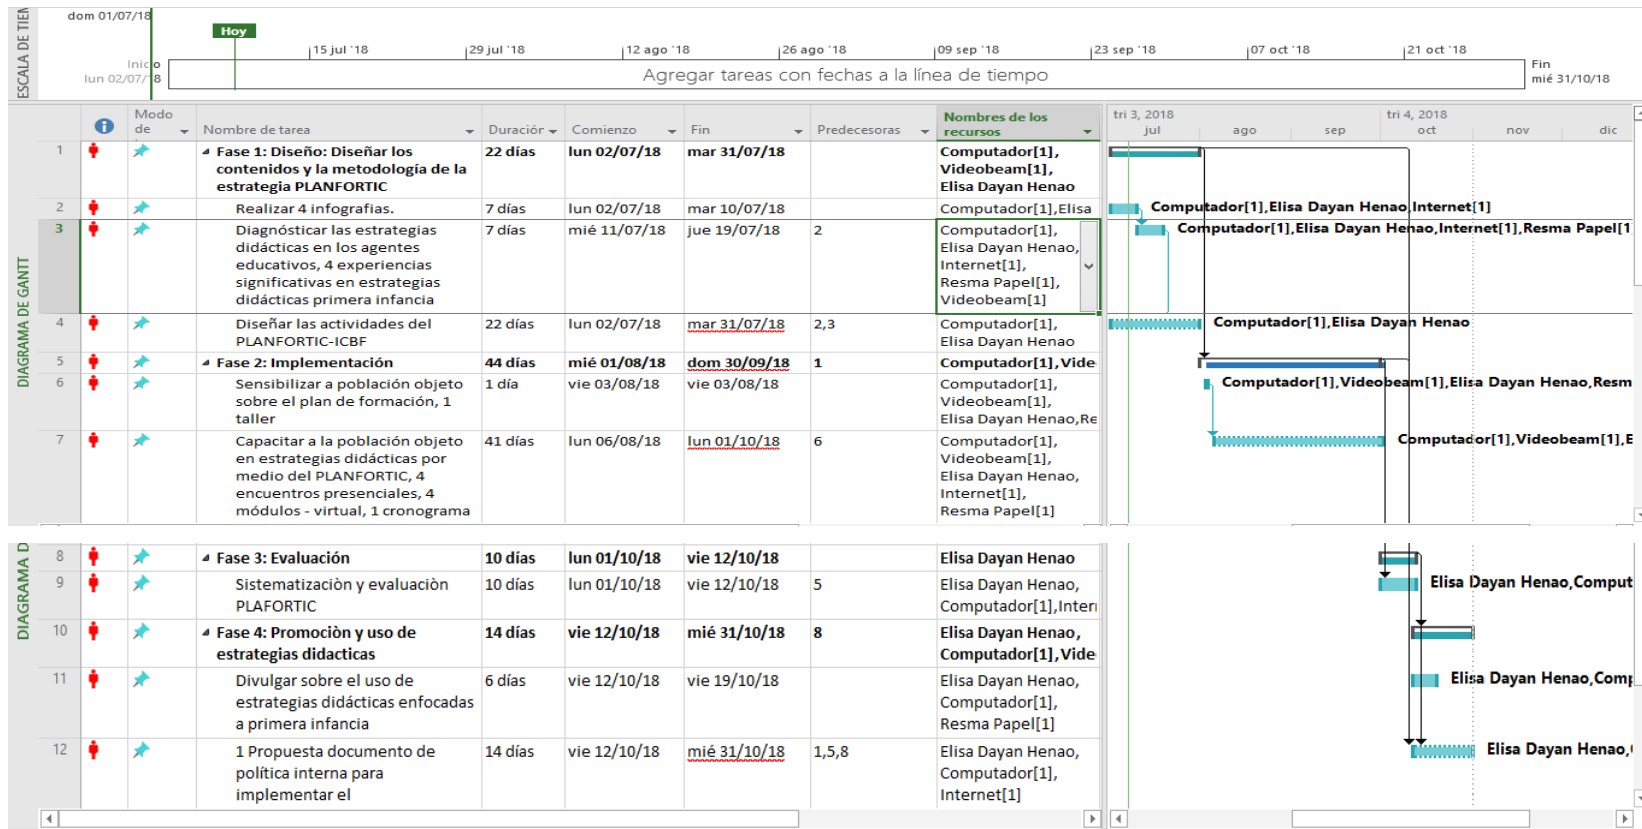 dom 01/07/18
Hoy
15 jul '18 29 jul '18 12 ago '18 26 ago '18 09 sep '18 23 sep '18 07 oct '18 21 oct '18
Inicio
lun 02/07/18
Agregar tareas con fechas a la línea de tiempo
Fin
mié 31/10/18
ESCALA DE TIEN
DIAGRAMA DE GANTT
Modo
de
Nombre de tarea Duración Comienzo Fin Predecesoras
Nombres de los
recursos
tri 3, 2018 tri 4, 2018
jul ago sep oct nov dic
1 Fase 1: Diseño: Diseñar los 22 días lun 02/07/18 mar 31/07/18 Computador[1],
contenidos y la metodología de la Videobeam[1],
estrategia PLANFORTIC Elisa Dayan Henao
2 Realizar 4 infografias. 7 días lun 02/07/18 mar 10/07/18 Computador[1],Elisa Computador[1],Elisa Dayan Henao,Internet[1]
3 Diagnósticar las estrategias 7 días mié 11/07/18 jue 19/07/18 2 Computador[1], Computador[1],Elisa Dayan Henao,Internet[1],Resma Papel[1
didácticas en los agentes Elisa Dayan Henao,
educativos, 4 experiencias Internet[1],
significativas en estrategias Resma Papel[1],
didácticas primera infancia Videobeam[1]
4 Diseñar las actividades del 22 días lun 02/07/18 mar 31/07/18 2,3 Computador[1], Computador[1],Elisa Dayan Henao
PLANFORTIC-ICBF Elisa Dayan Henao
5 Fase 2: Implementación 44 días mié 01/08/18 dom 30/09/18 1 Computador[1],Vide
6 Sensibilizar a población objeto 1 día vie 03/08/18 vie 03/08/18 Computador[1], Computador[1],Videobeam[1],Elisa Dayan Henao,Resm
sobre el plan de formación, 1 Videobeam[1],
taller Elisa Dayan Henao,Re
7 Capacitar a la población objeto 41 días lun 06/08/18 lun 01/10/18 6 Computador[1], Computador[1],Videobeam[1],E
en estrategias didácticas por Videobeam[1],
medio del PLANFORTIC, 4 Elisa Dayan Henao,
encuentros presenciales, 4 Internet[1],
módulos - virtual, 1 cronograma Resma Papel[1]
DIAGRAMA D
8 Fase 3: Evaluación 10 días lun 01/10/18 vie 12/10/18 Elisa Dayan Henao
9 Sistematizaciòn y evaluaciòn 10 días lun 01/10/18 vie 12/10/18 5 Elisa Dayan Henao, Elisa Dayan Henao,Comput
PLAFORTIC Computador[1],Inter
10 Fase 4: Promociòn y uso de 14 días vie 12/10/18 mié 31/10/18 8 Elisa Dayan Henao,
estrategias didacticas Computador[1],Vide
11 Divulgar sobre el uso de 6 días vie 12/10/18 vie 19/10/18 Elisa Dayan Henao, Elisa Dayan Henao,Comp
estrategias didácticas enfocadas Computador[1],
a primera infancia Resma Papel[1]
12 1 Propuesta documento de 14 días vie 12/10/18 mié 31/10/18 1,5,8 Elisa Dayan Henao, Elisa Dayan Henao,
política interna para Computador[1],
implementar el Internet[1]